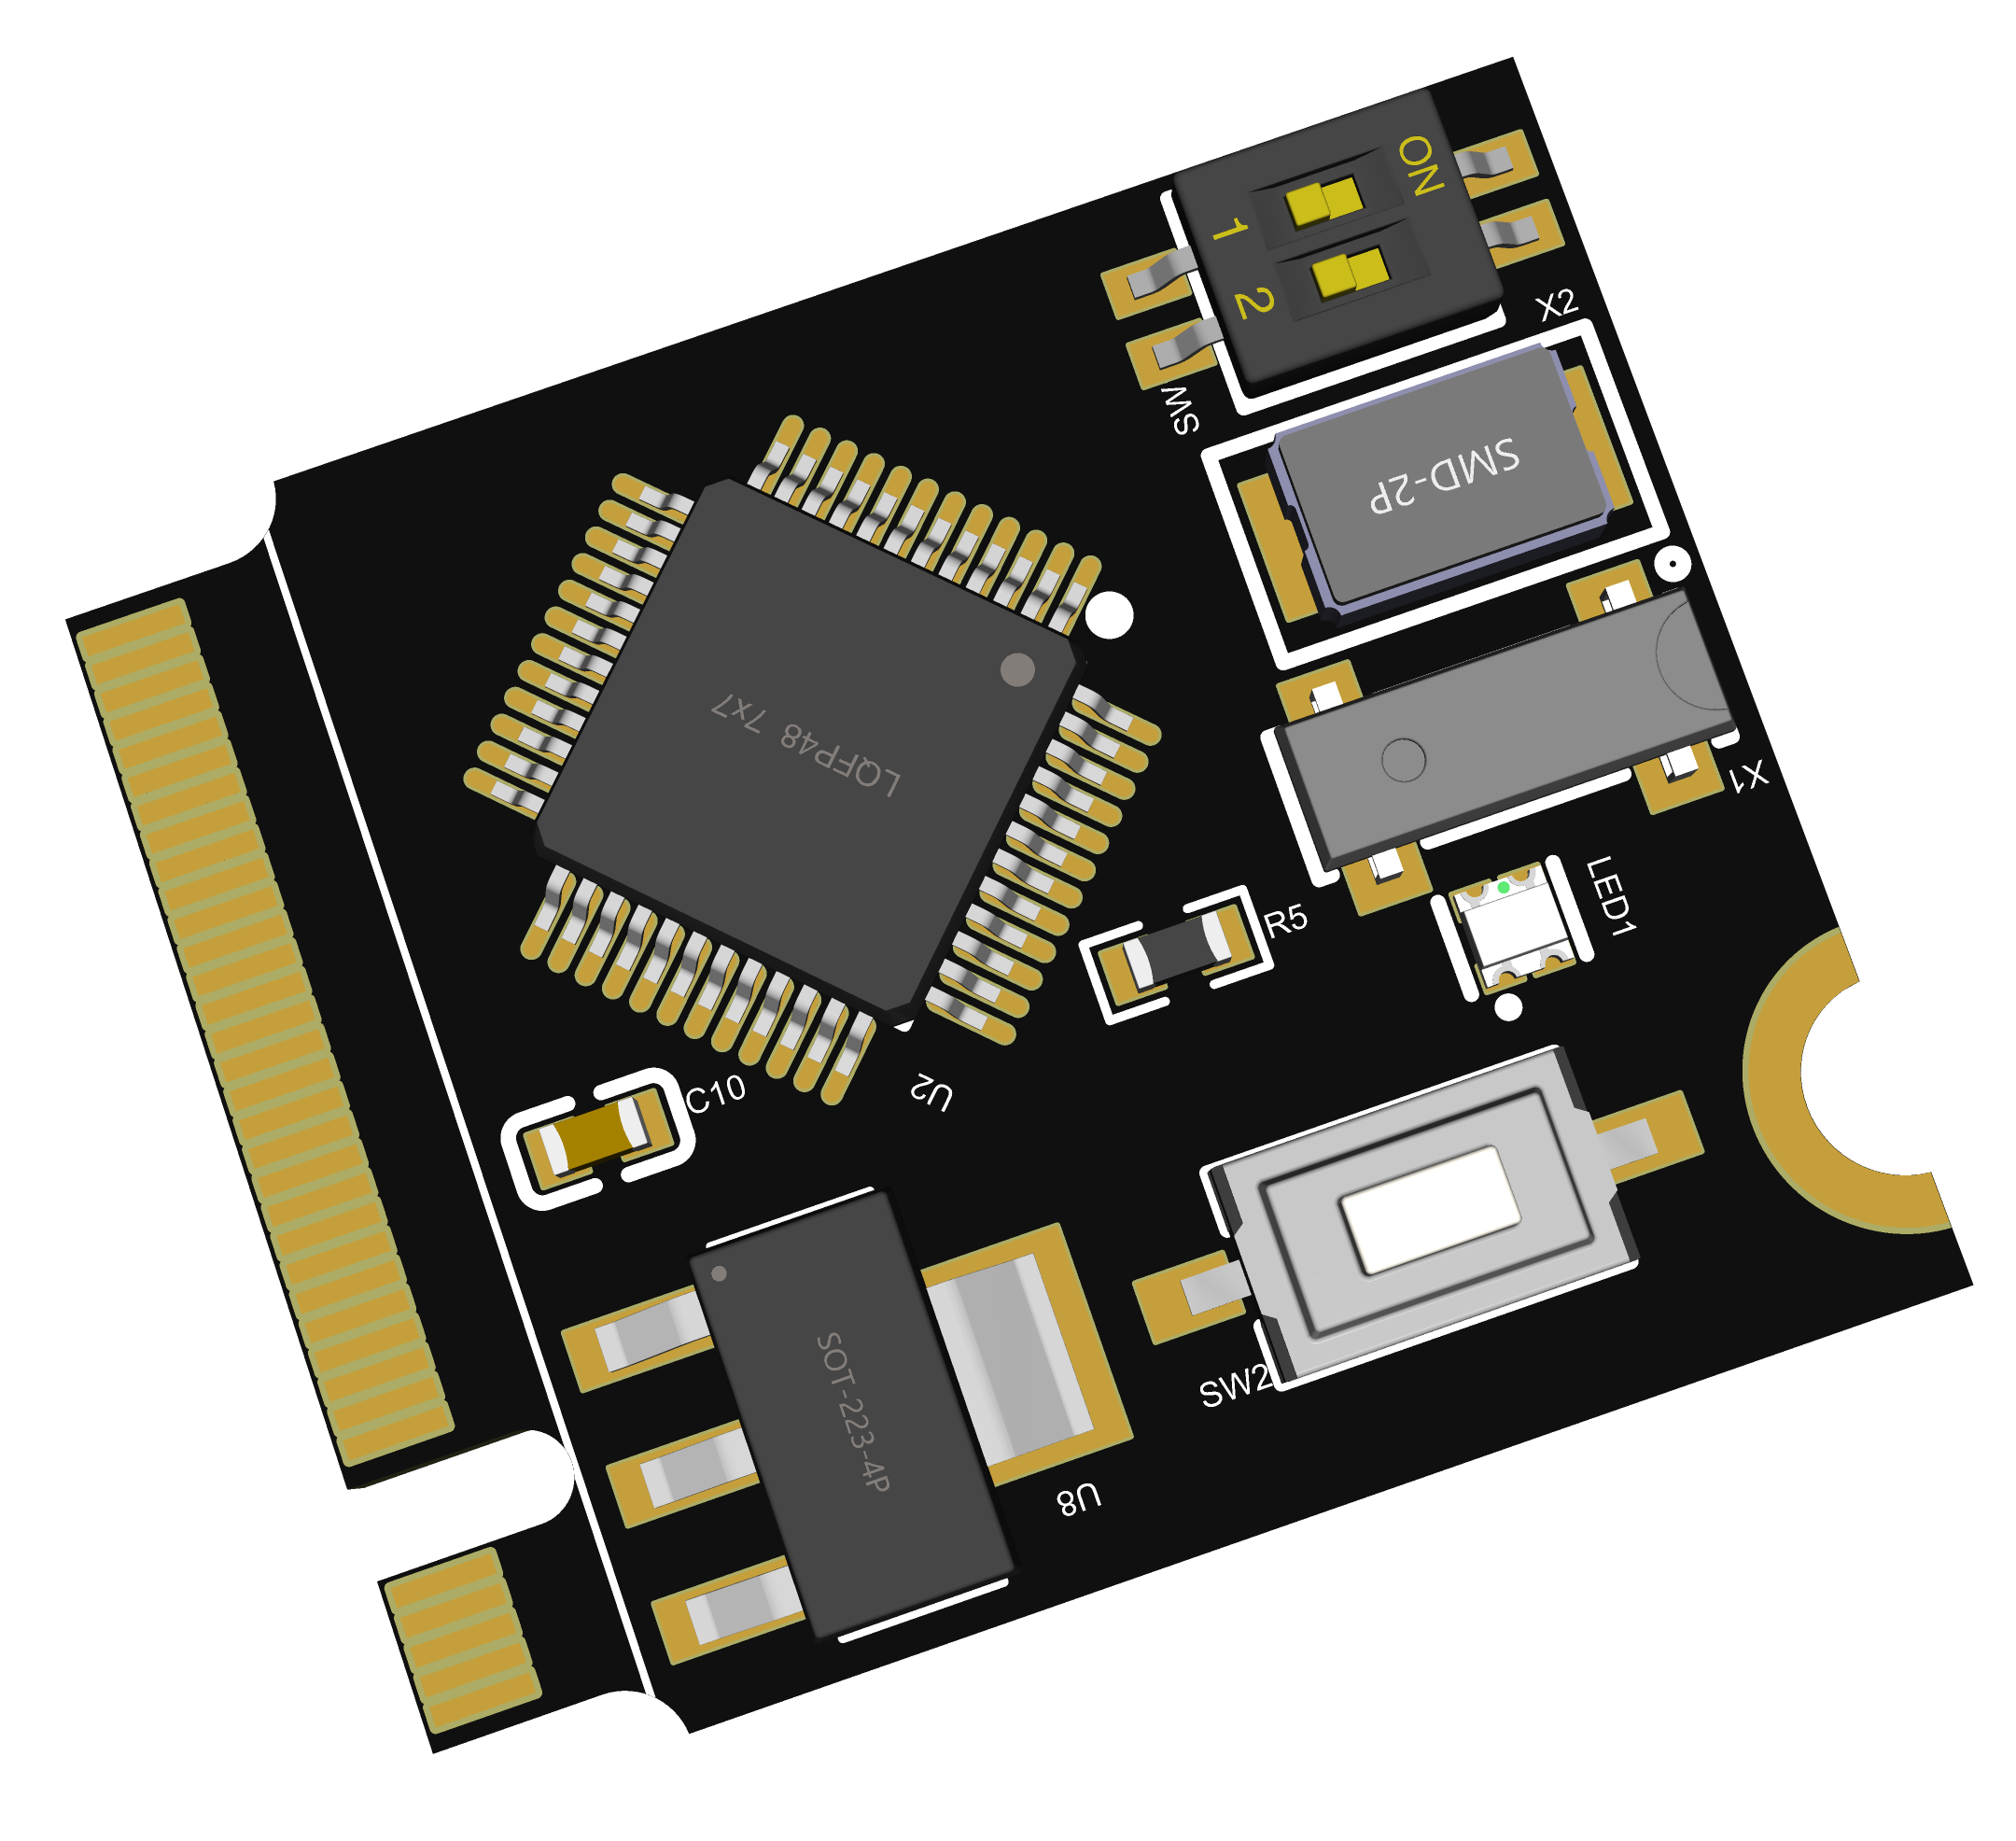 ON
1
2
X2
SW
SMD-2P
X1
LQFP48 7x7
LED1
R5
C10
U2
SOT-223-4P
SW2
U8